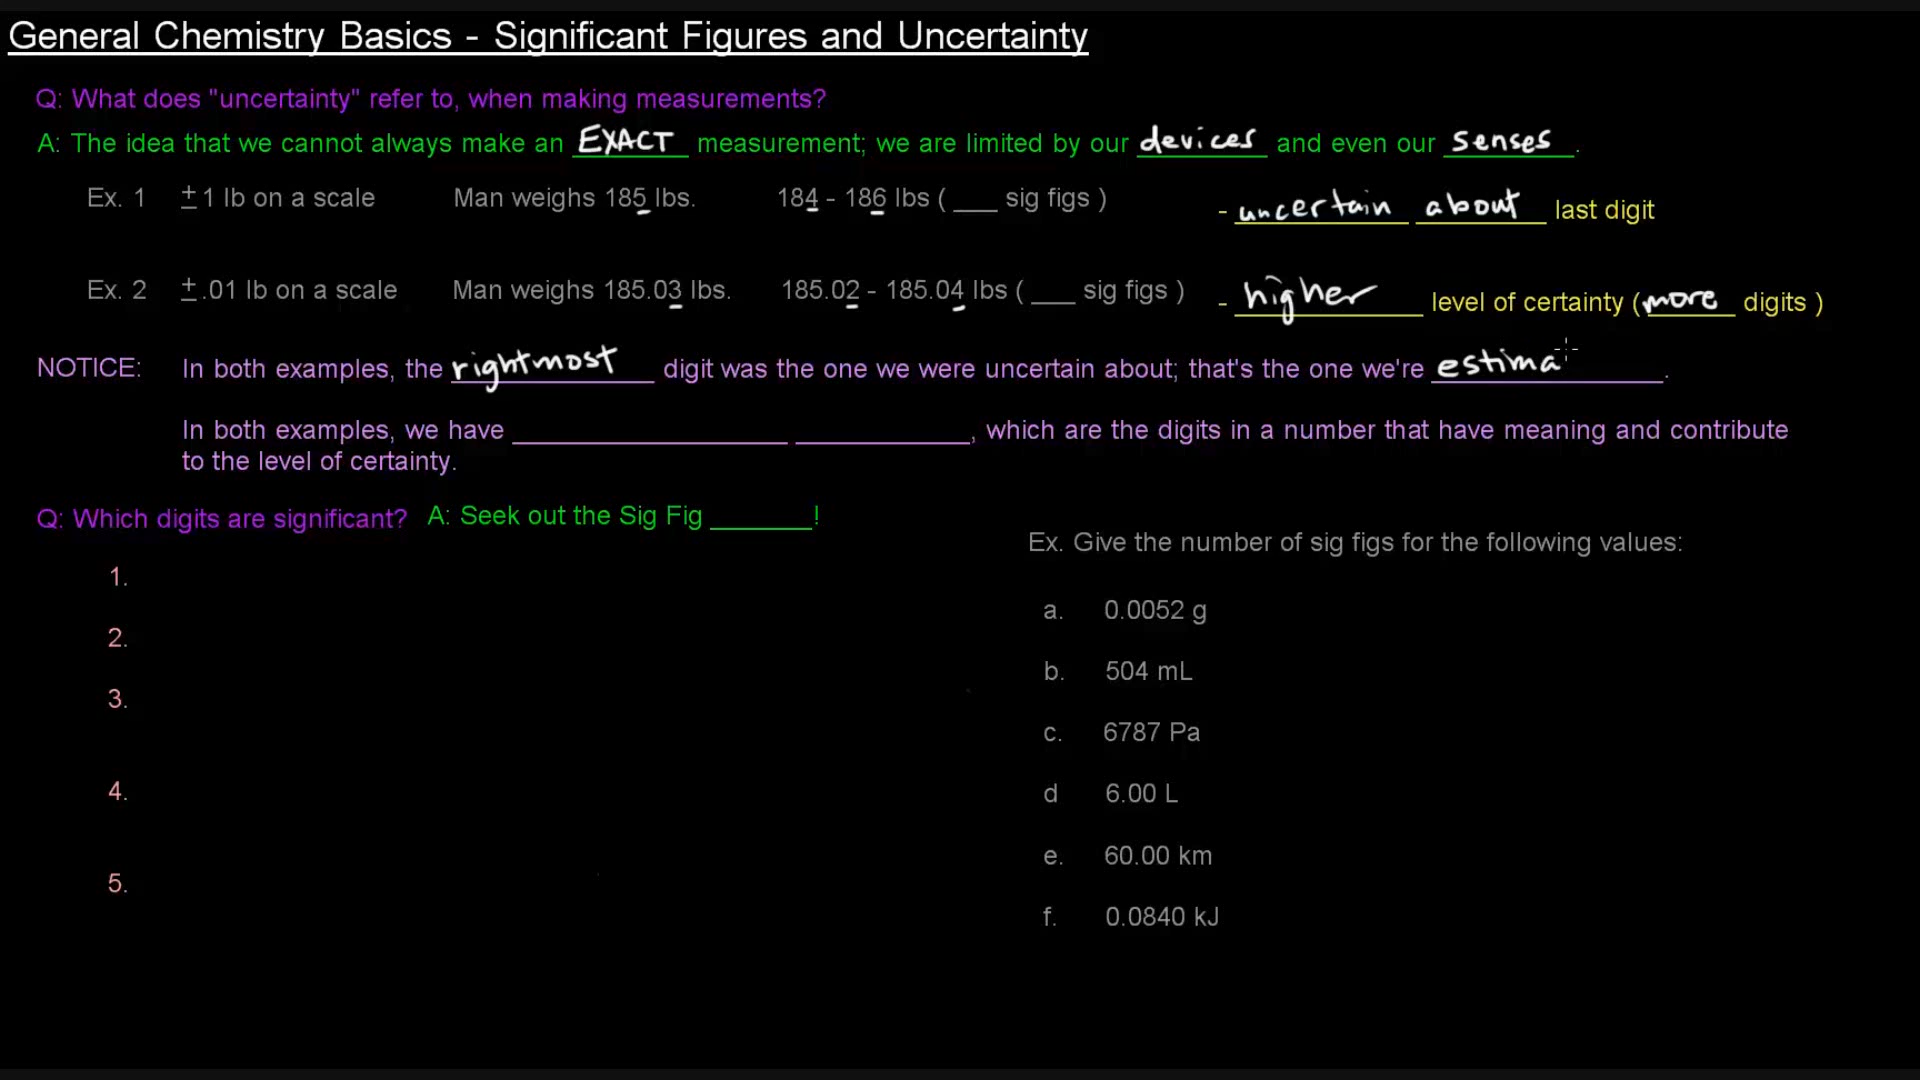 General Chemistry Basics - Significant Figures and Uncertainty
Q: What does "uncertainty" refer to, when making measurements?
A: The idea that we cannot always make an EXACT measurement; we are limited by our devices and even our senses.
Ex. 1 ±1 lb on a scale Man weighs 185 lbs. 184 - 186 lbs ( ___ sig figs ) - uncertain about last digit
Ex. 2 ±.01 lb on a scale Man weighs 185.03 lbs. 185.02 - 185.04 lbs ( ___ sig figs ) - higher level of certainty (more digits )
NOTICE: In both examples, the rightmost digit was the one we were uncertain about; that's the one we're estima
In both examples, we have ___ ___, which are the digits in a number that have meaning and contribute
to the level of certainty.
Q: Which digits are significant? A: Seek out the Sig Fig ___!
Ex. Give the number of sig figs for the following values:
1.
a. 0.0052 g
2.
b. 504 mL
3.
c. 6787 Pa
4.
d 6.00 L
e. 60.00 km
5.
f. 0.0840 kJ